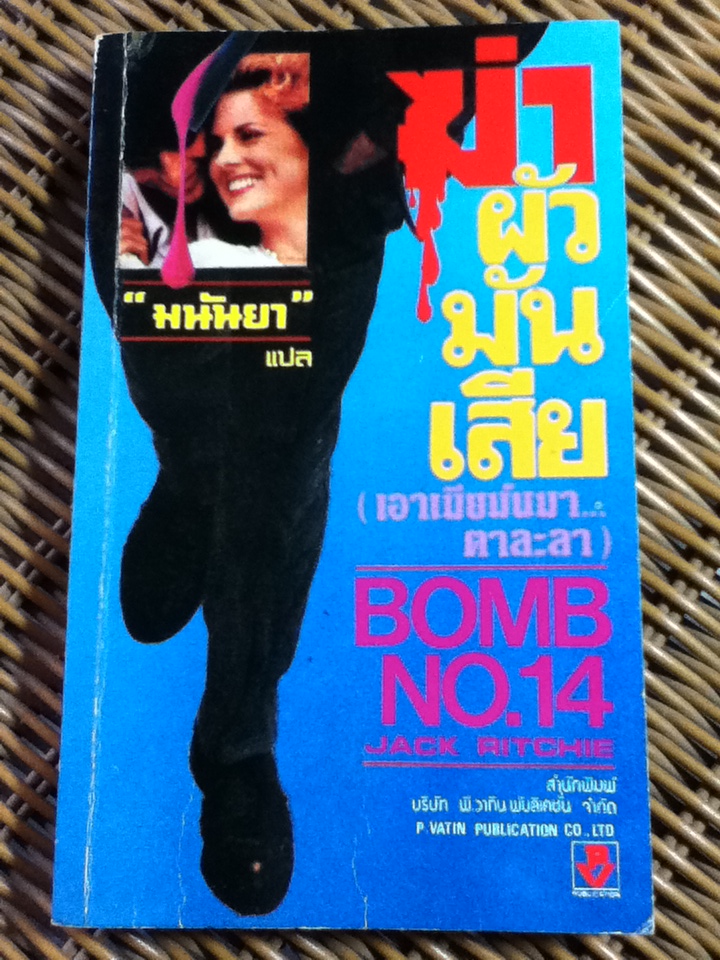 ฆ่า
ผัว
มัน
เสีย
(เอาเมียมันมา...
ตาละลา)
"มนันยา"
แปล
BOMB
NO.14
JACK RITCHIE
สำนักพิมพ์
บริษัท พี.วาทิน พับลิเคชั่น จำกัด
P.VATIN PUBLICATION CO.,LTD
PV
PUBLICATION